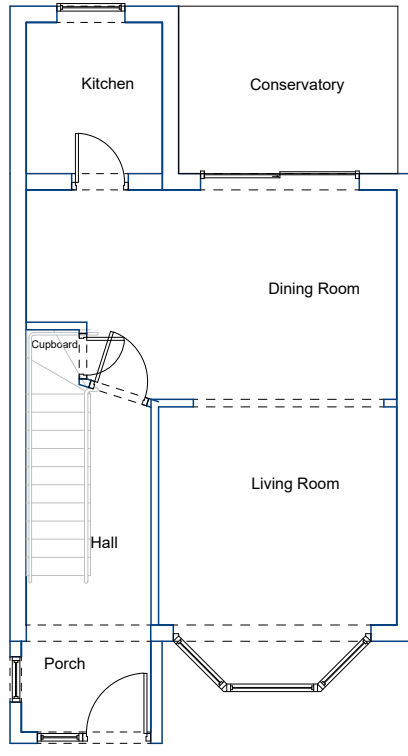 Kitchen
Conservatory
Dining Room
Cupboard
Living Room
Hall
Porch